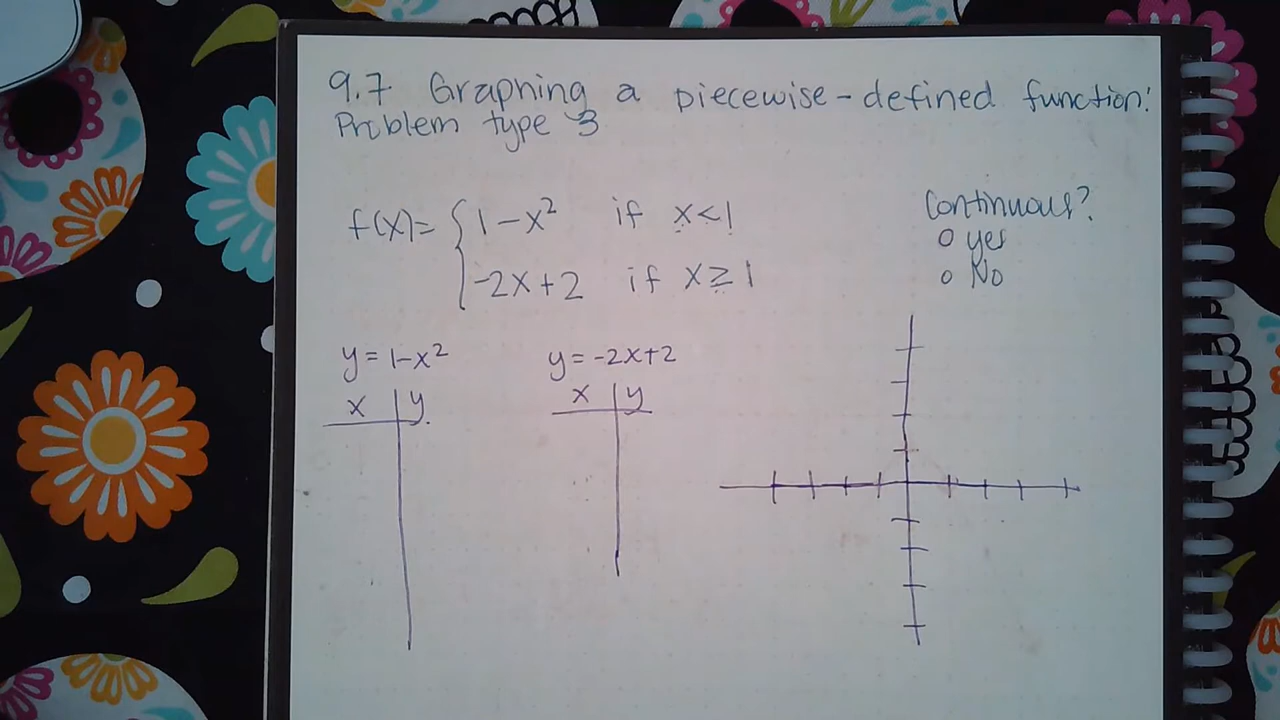 9.7 Graphing a piecewise-defined function:
Problem type 3
f(x)= { 1-x² if x<1
-2x+2 if x≥1
Continuous?
o yes
o No
y=1-x²
x | y
y=-2x+2
x | y